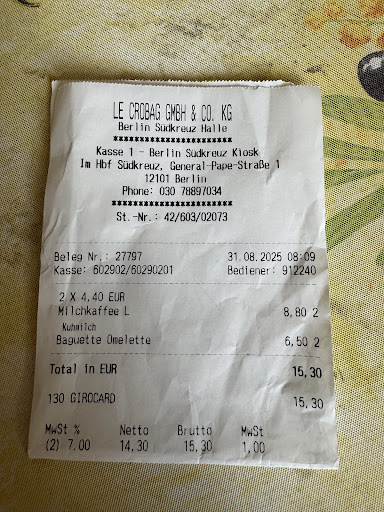 LE CROBAG GMBH & CO. KG
Berlin Südkreuz Halle
************************
Kasse 1 - Berlin Südkreuz Kiosk
Im Hbf Südkreuz, General-Pape-Straße 1
12101 Berlin
Phone: 030 78897034
************************
St.-Nr.: 42/603/02073
Beleg Nr.: 27797 31.08.2025 08:09
Kasse: 602902/60290201 Bediener: 912240
2 X 4,40 EUR
Milchkaffee L 8,80 2
Kuhmilch
Baguette Omelette 6,50 2
Total in EUR 15,30
130 GIROCARD 15,30
MwSt % Netto Brutto MwSt
(2) 7,00 14,30 15,30 1,00